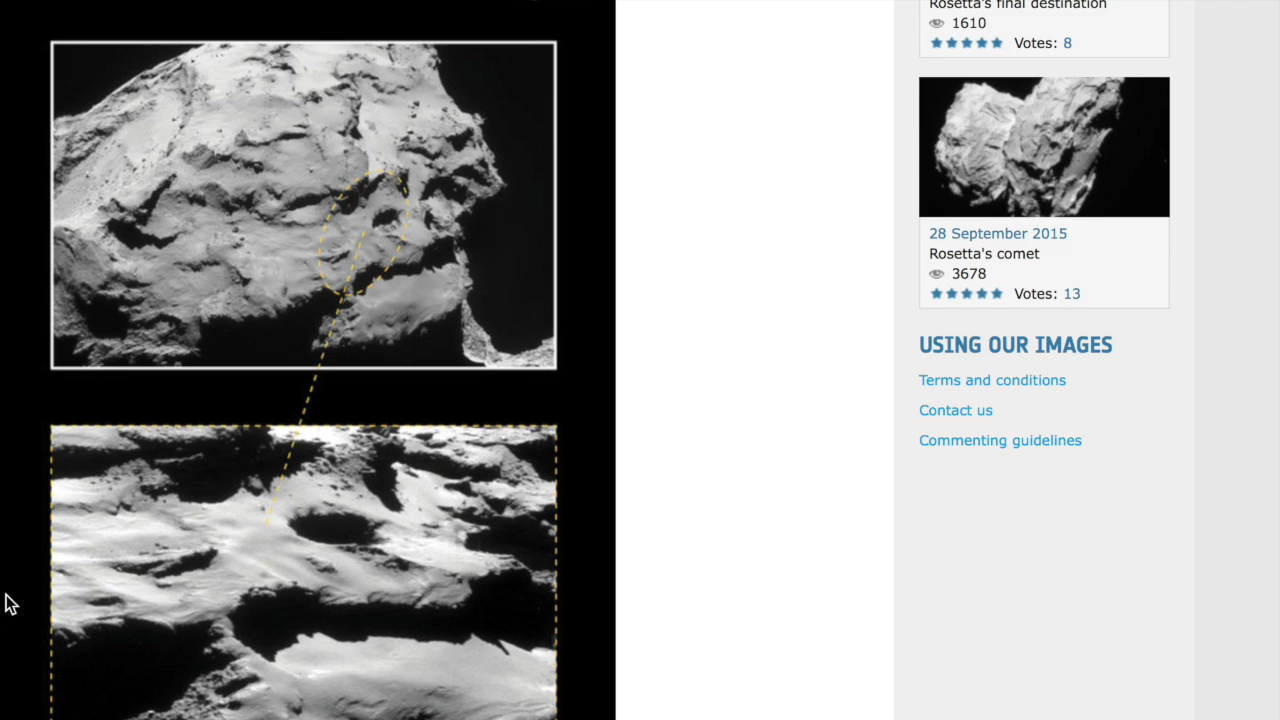 Rosetta's final destination
1610
Votes: 8
28 September 2015
Rosetta's comet
3678
Votes: 13
USING OUR IMAGES
Terms and conditions
Contact us
Commenting guidelines